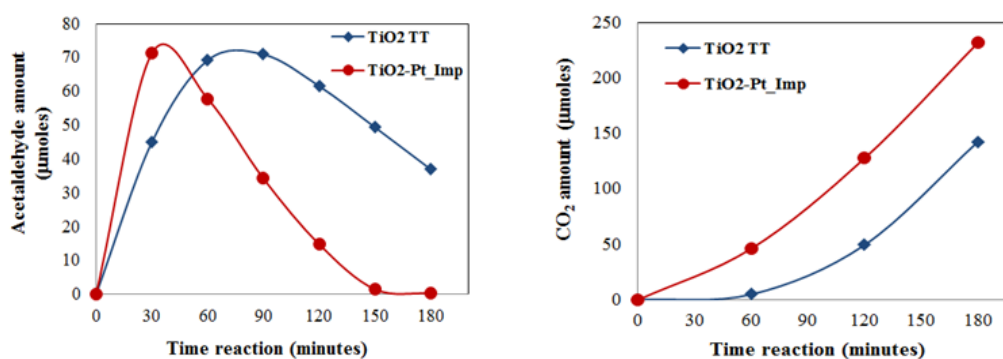 80
70
60
50
40
30
20
10
0
Acetaldehyde amount
(µmoles)
TiO2 TT
TiO2-Pt_Imp
0 30 60 90 120 150 180
Time reaction (minutes)
250
200
150
100
50
0
CO2 amount (µmoles)
TiO2 TT
TiO2-Pt_Imp
0 30 60 90 120 150 180
Time reaction (minutes)